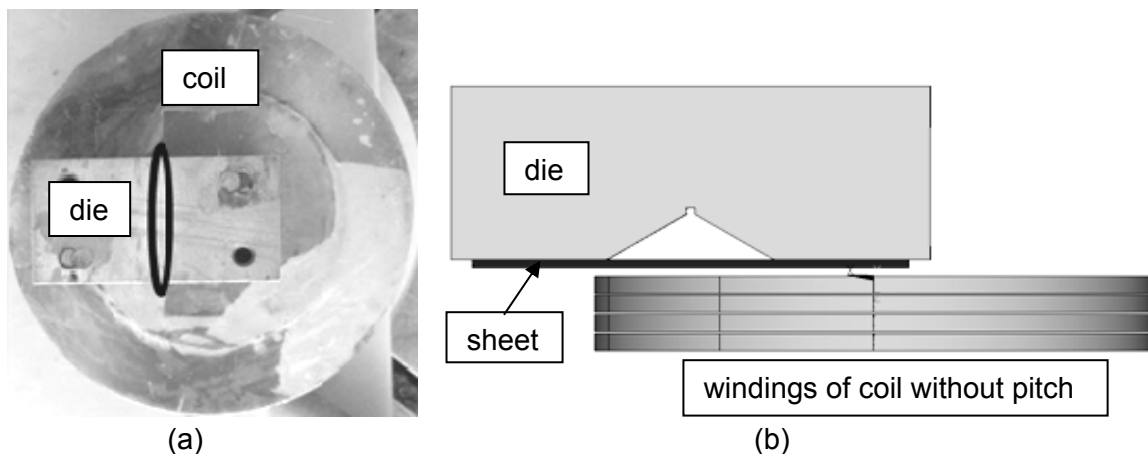 coil
die
die
sheet
windings of coil without pitch
(a)
(b)